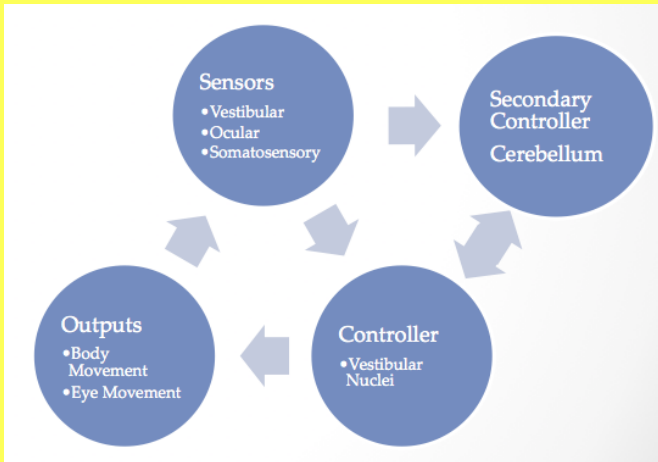 Sensors
•Vestibular
•Ocular
•Somatosensory
Secondary
Controller
Cerebellum
Outputs
•Body
Movement
•Eye Movement
Controller
•Vestibular
Nuclei